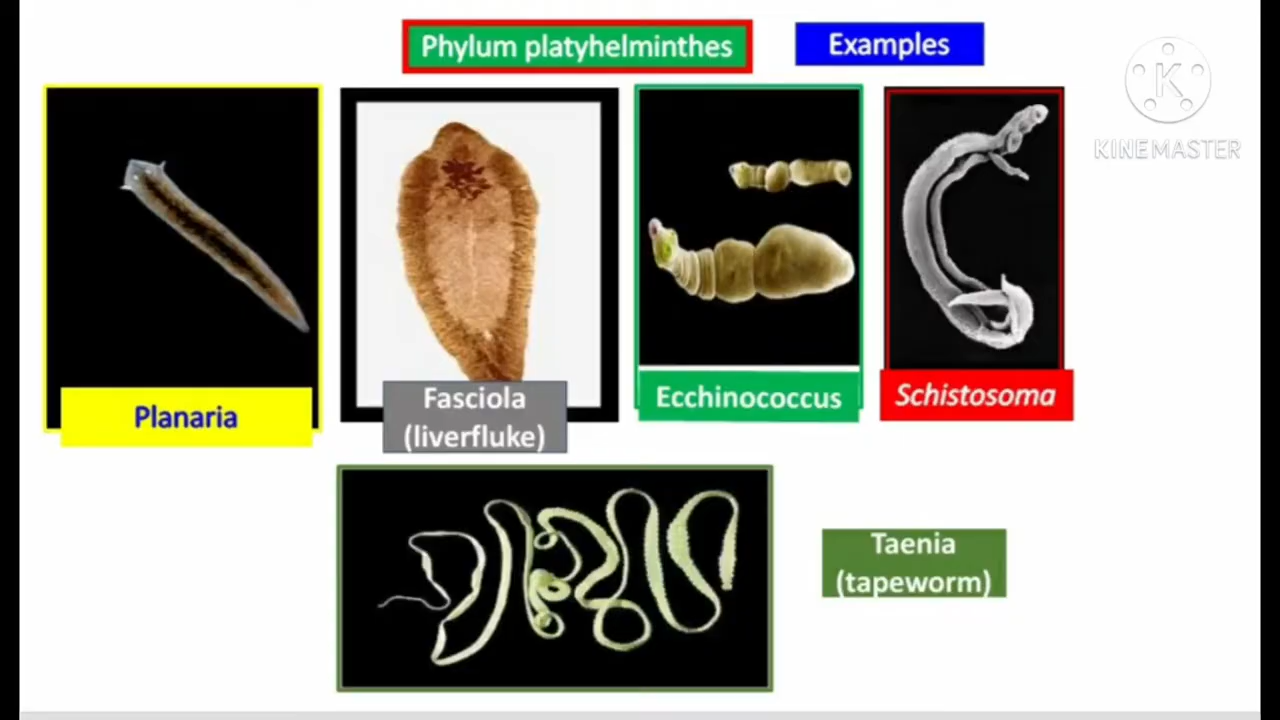 Phylum platyhelminthes
Examples
K
KINEMASTER
Planaria
Fasciola
(liverfluke)
Ecchinococcus
Schistosoma
Taenia
(tapeworm)